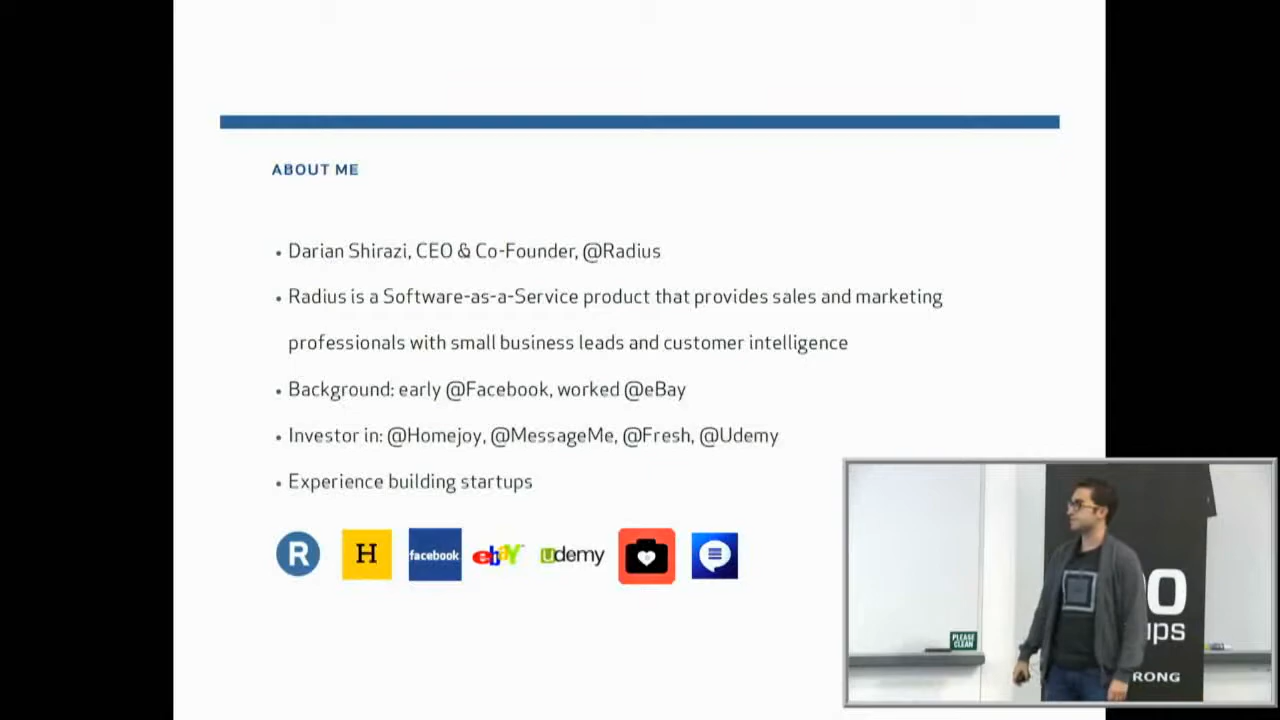 ABOUT ME
• Darian Shirazi, CEO & Co-Founder, @Radius
• Radius is a Software-as-a-Service product that provides sales and marketing
professionals with small business leads and customer intelligence
• Background: early @Facebook, worked @eBay
• Investor in: @Homejoy, @MessageMe, @Fresh, @Udemy
• Experience building startups
R
H
facebook
ebay
udemy
PLEASE
CLEAN
0
ups
RONG